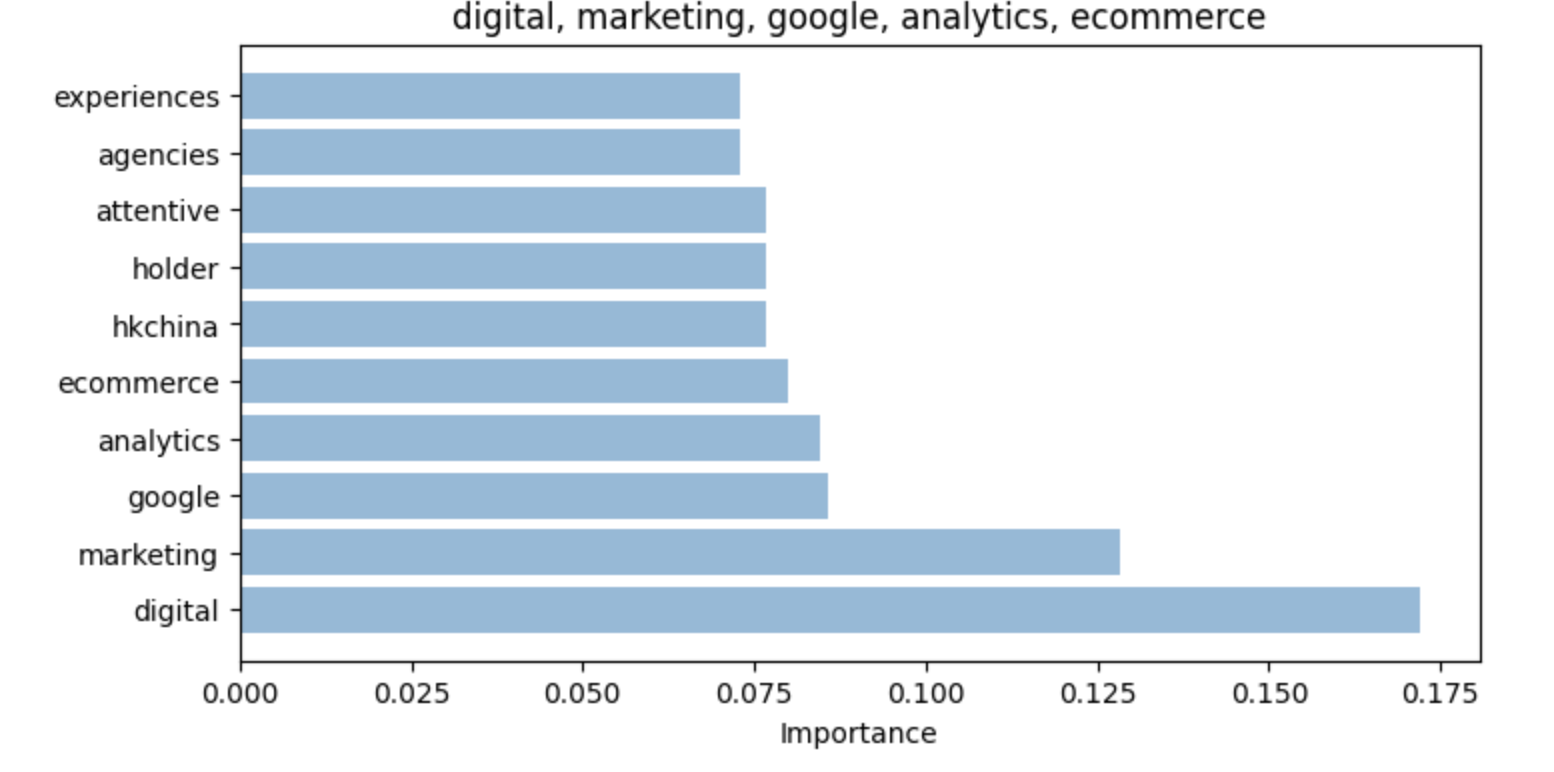 digital, marketing, google, analytics, ecommerce
experiences
agencies
attentive
holder
hkchina
ecommerce
analytics
google
marketing
digital
0.000 0.025 0.050 0.075 0.100 0.125 0.150 0.175
Importance